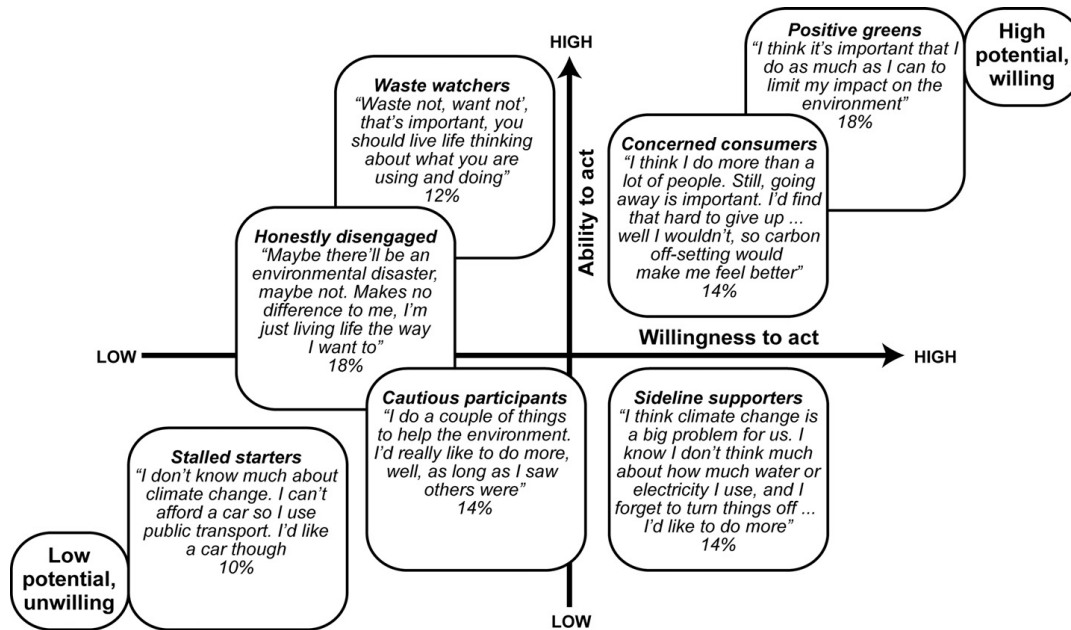 HIGH
Positive greens
“I think it’s important that I
do as much as I can to
limit my impact on the
environment”
18%
High
potential,
willing
Waste watchers
“Waste not, want not’,
that’s important, you
should live life thinking
about what you are
using and doing”
12%
Ability to act
Concerned consumers
“I think I do more than a
lot of people. Still, going
away is important. I’d find
that hard to give up ...
well I wouldn’t, so carbon
off-setting would
make me feel better”
14%
Honestly disengaged
“Maybe there’ll be an
environmental disaster,
maybe not. Makes no
difference to me, I’m
just living life the way
I want to”
18%
Willingness to act
LOW
HIGH
Cautious participants
“I do a couple of things
to help the environment.
I’d really like to do more,
well, as long as I saw
others were”
14%
Sideline supporters
“I think climate change is
a big problem for us. I
know I don’t think much
about how much water or
electricity I use, and I
forget to turn things off ...
I’d like to do more”
14%
Stalled starters
“I don’t know much about
climate change. I can’t
afford a car so I use
public transport. I’d like
a car though
10%
Low
potential,
unwilling
LOW